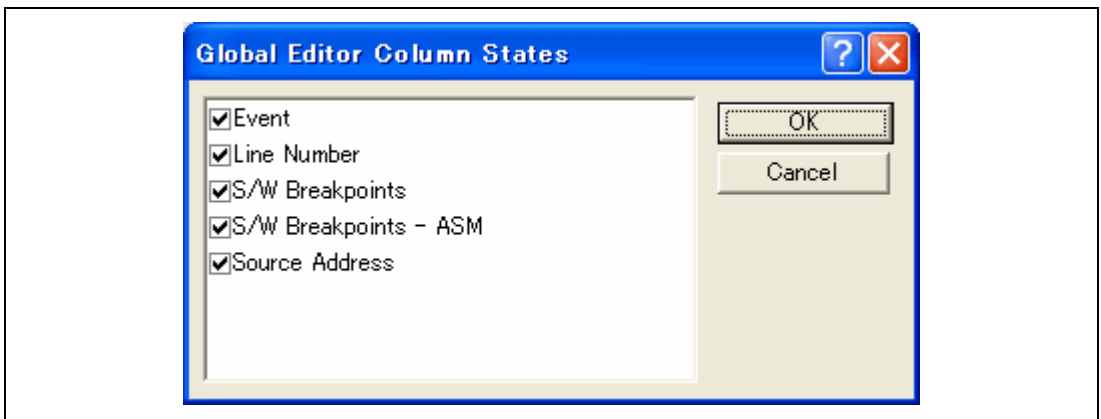 Global Editor Column States
?
Event
Line Number
S/W Breakpoints
S/W Breakpoints - ASM
Source Address
OK
Cancel